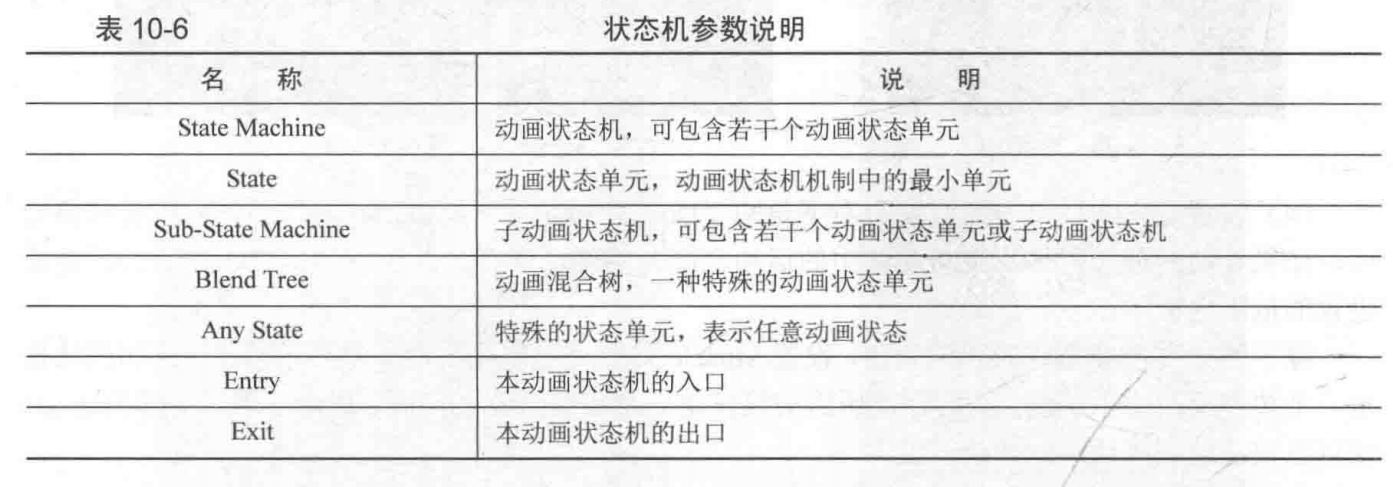 表 10-6 状态机参数说明
名 称 说 明
State Machine 动画状态机，可包含若干个动画状态单元
State 动画状态单元，动画状态机机制中的最小单元
Sub-State Machine 子动画状态机，可包含若干个动画状态单元或子动画状态机
Blend Tree 动画混合树，一种特殊的动画状态单元
Any State 特殊的状态单元，表示任意动画状态
Entry 本动画状态机的入口
Exit 本动画状态机的出口